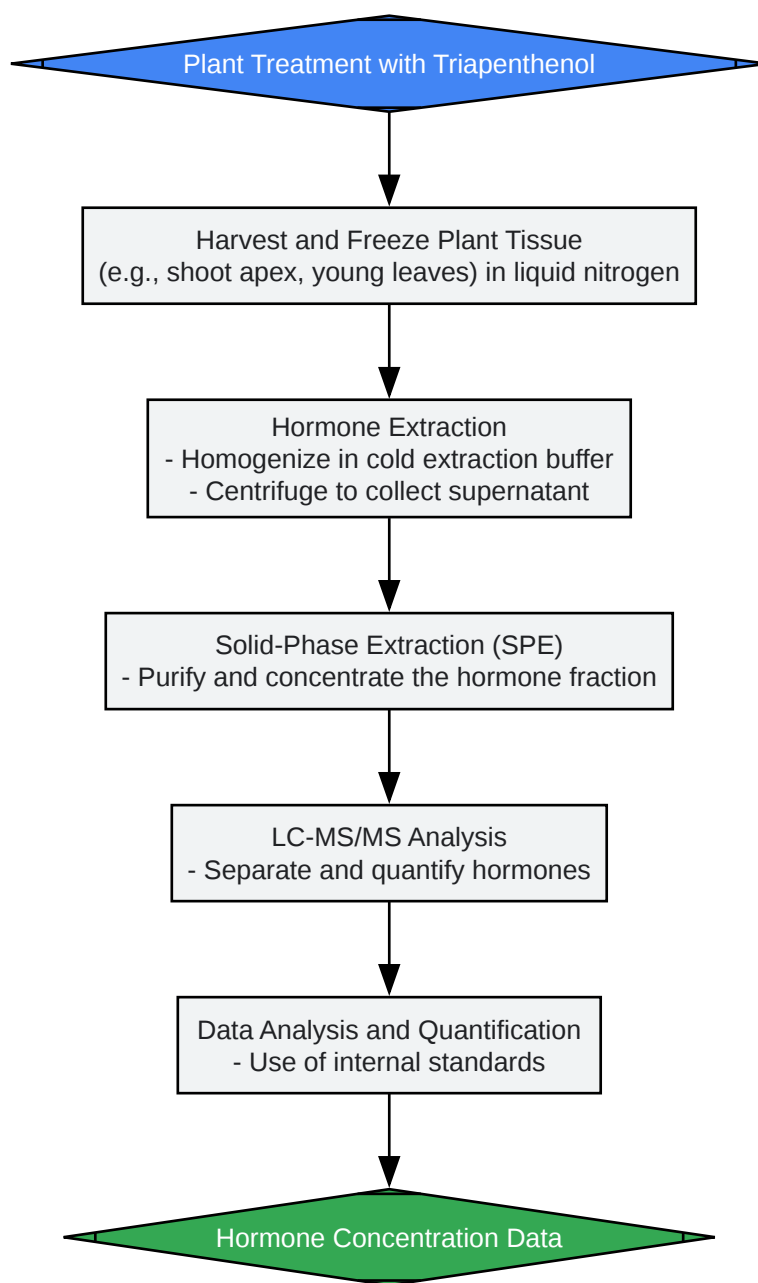 Plant Treatment with Triapenthenol
Harvest and Freeze Plant Tissue
(e.g., shoot apex, young leaves) in liquid nitrogen
Hormone Extraction
- Homogenize in cold extraction buffer
- Centrifuge to collect supernatant
Solid-Phase Extraction (SPE)
- Purify and concentrate the hormone fraction
LC-MS/MS Analysis
- Separate and quantify hormones
Data Analysis and Quantification
- Use of internal standards
Hormone Concentration Data